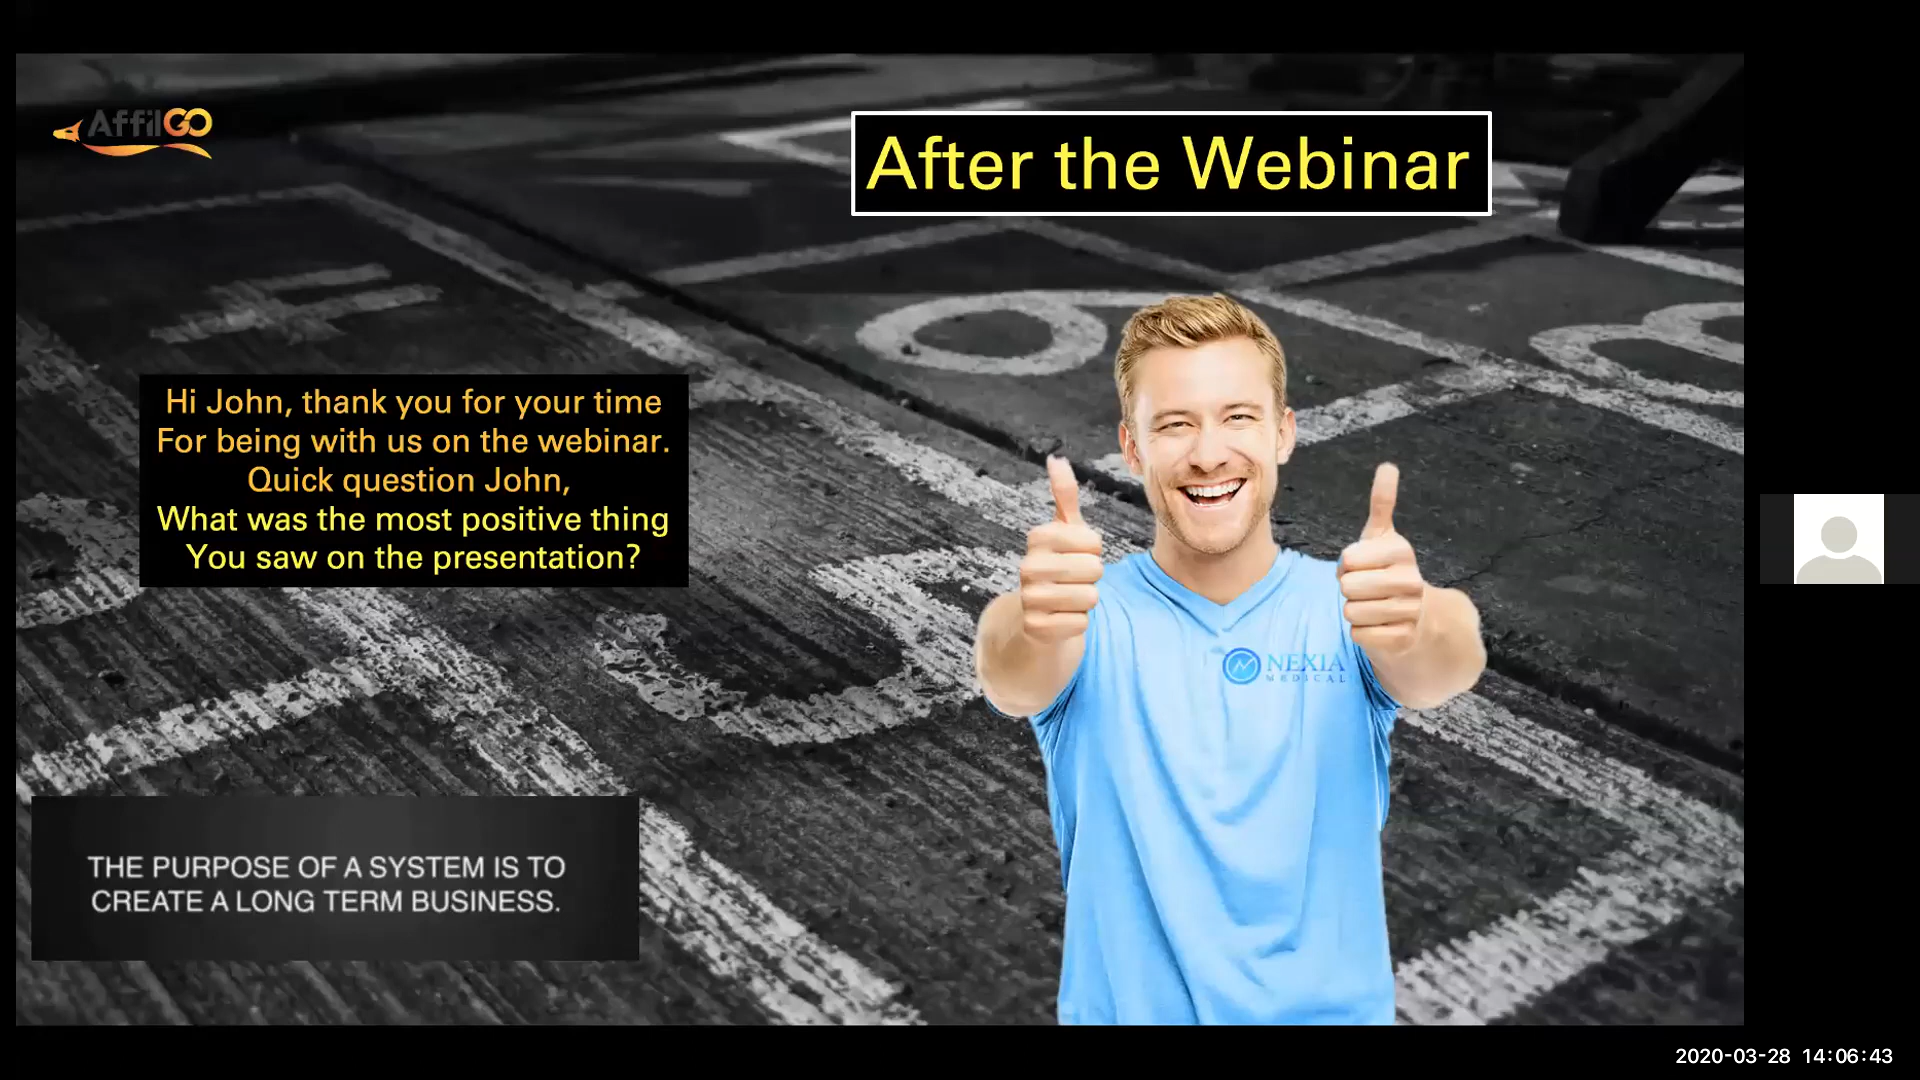 AffilGO
After the Webinar
Hi John, thank you for your time
For being with us on the webinar.
Quick question John,
What was the most positive thing
You saw on the presentation?
NEXIA
MEDICAL
THE PURPOSE OF A SYSTEM IS TO
CREATE A LONG TERM BUSINESS.
2020-03-28 14:06:43